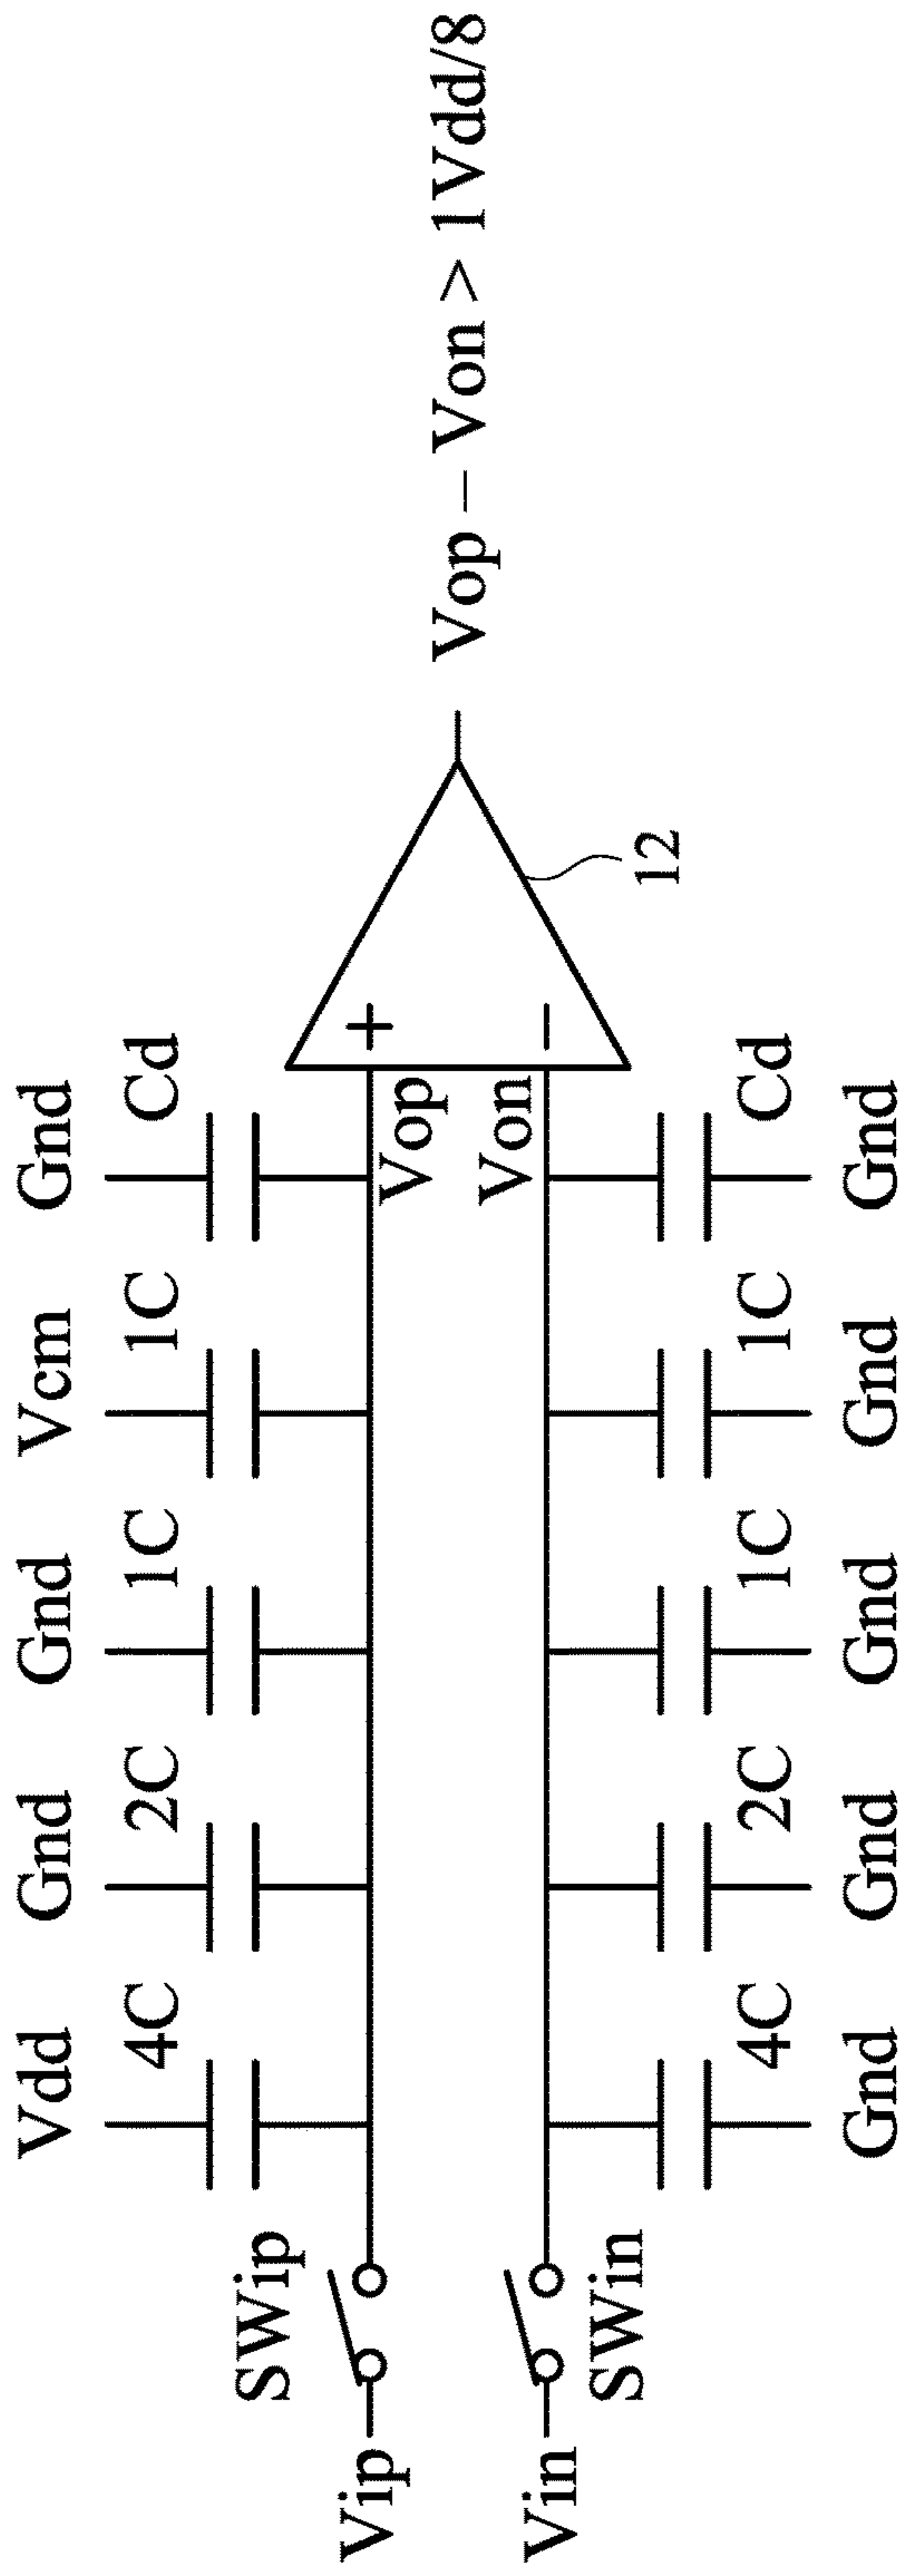 Vdd Gnd Gnd Vcm Gnd
4C 2C 1C 1C Cd
SWip
Vip
Vop
+
Vop − Von > 1Vdd/8
Von
−
Vin
SWin
12
4C 2C 1C 1C Cd
Gnd Gnd Gnd Gnd Gnd